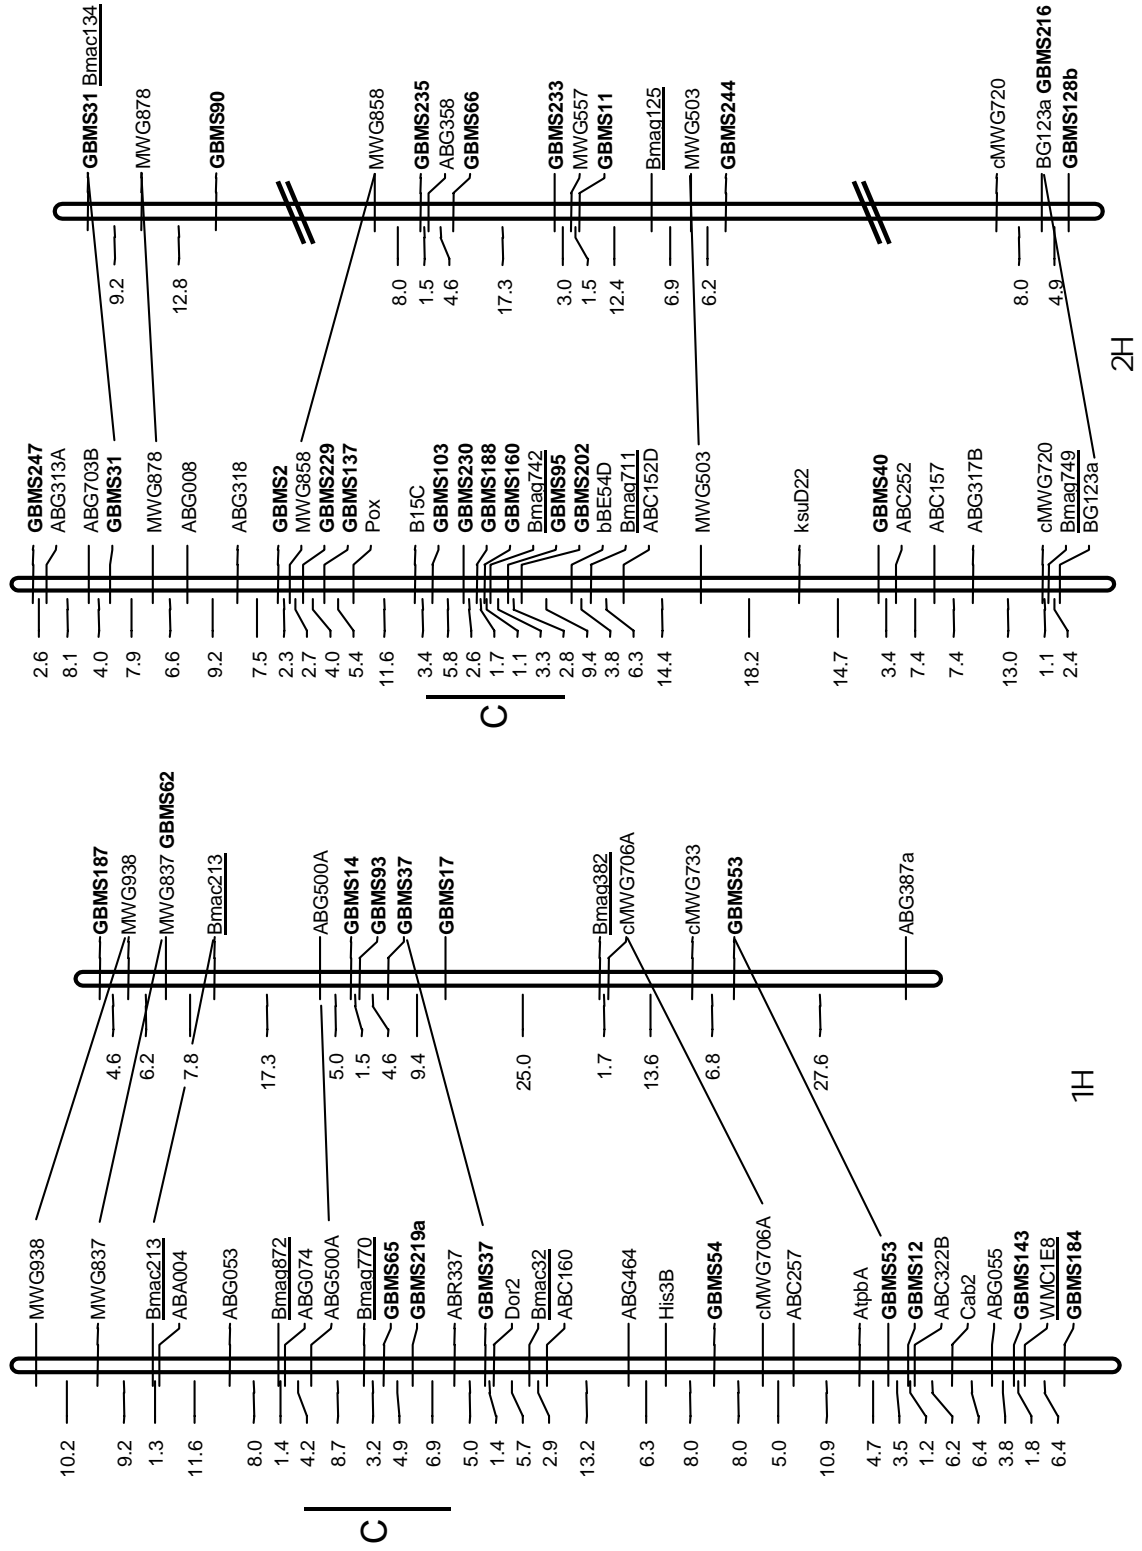 GBMS31 Bmac134
MWG878
GBMS90
MWG858
GBMS235
ABG358
GBMS66
GBMS233
MWG557
GBMS11
Bmag125
MWG503
GBMS244
cMWG720
BG123a GBMS216
GBMS128b
9.2
12.8
8.0
1.5
4.6
17.3
3.0
1.5
12.4
6.9
6.2
8.0
4.9
2H
GBMS247
ABG313A
ABG703B
GBMS31
MWG878
ABG008
ABG318
GBMS2
MWG858
GBMS229
GBMS137
Pox
B15C
GBMS103
GBMS230
GBMS188
GBMS160
Bmag742
GBMS95
GBMS202
bBE54D
Bmag711
ABC152D
MWG503
ksuD22
GBMS40
ABC252
ABC157
ABG317B
cMWG720
Bmag749
BG123a
2.6
8.1
4.0
7.9
6.6
9.2
7.5
2.3
2.7
4.0
5.4
11.6
3.4
5.8
2.6
1.7
1.1
3.3
2.8
9.4
3.8
6.3
14.4
18.2
14.7
3.4
7.4
7.4
13.0
1.1
2.4
C
GBMS187
MWG938
MWG837 GBMS62
Bmac213
ABG500A
GBMS14
GBMS93
GBMS37
GBMS17
Bmag382
cMWG706A
cMWG733
GBMS53
ABG387a
4.6
6.2
7.8
17.3
5.0
1.5
4.6
9.4
25.0
1.7
13.6
6.8
27.6
1H
MWG938
MWG837
Bmac213
ABA004
ABG053
Bmag872
ABG074
ABG500A
Bmag770
GBMS65
GBMS219a
ABR337
GBMS37
Dor2
Bmac32
ABC160
ABG464
His3B
GBMS54
cMWG706A
ABC257
AtpbA
GBMS53
GBMS12
ABC322B
Cab2
ABG055
GBMS143
WMC1E8
GBMS184
10.2
9.2
1.3
11.6
8.0
1.4
4.2
8.7
3.2
4.9
6.9
5.0
1.4
5.7
2.9
13.2
6.3
8.0
8.0
5.0
10.9
4.7
3.5
1.2
6.2
6.4
3.8
1.8
6.4
C